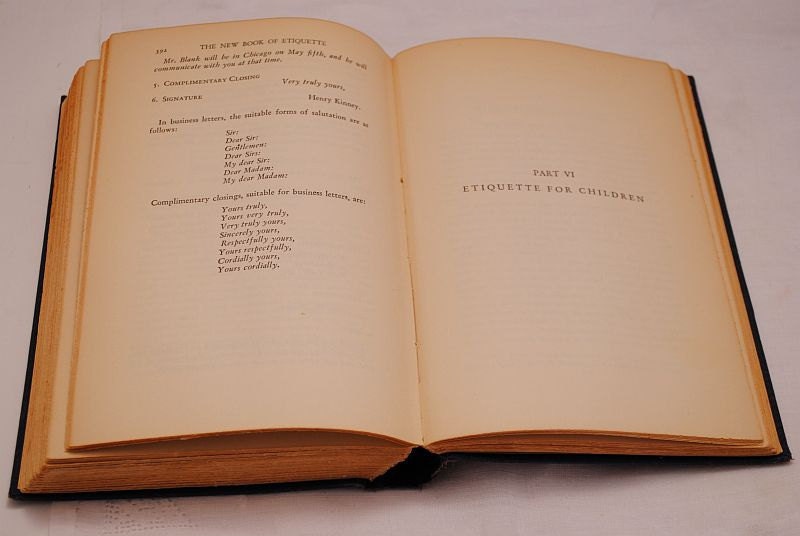 592 THE NEW BOOK OF ETIQUETTE
Mr. Blank will be in Chicago on May fifth, and he will
communicate with you at that time.
5. COMPLIMENTARY CLOSING Very truly yours,
6. SIGNATURE Henry Kinney.
In business letters, the suitable forms of salutation are as
follows:
Sir:
Dear Sir:
Gentlemen:
Dear Sirs:
My dear Sir:
Dear Madam:
My dear Madam:
Complimentary closings, suitable for business letters, are:
Yours truly,
Yours very truly,
Very truly yours,
Sincerely yours,
Respectfully yours,
Yours respectfully,
Cordially yours,
Yours cordially.
PART VI
ETIQUETTE FOR CHILDREN